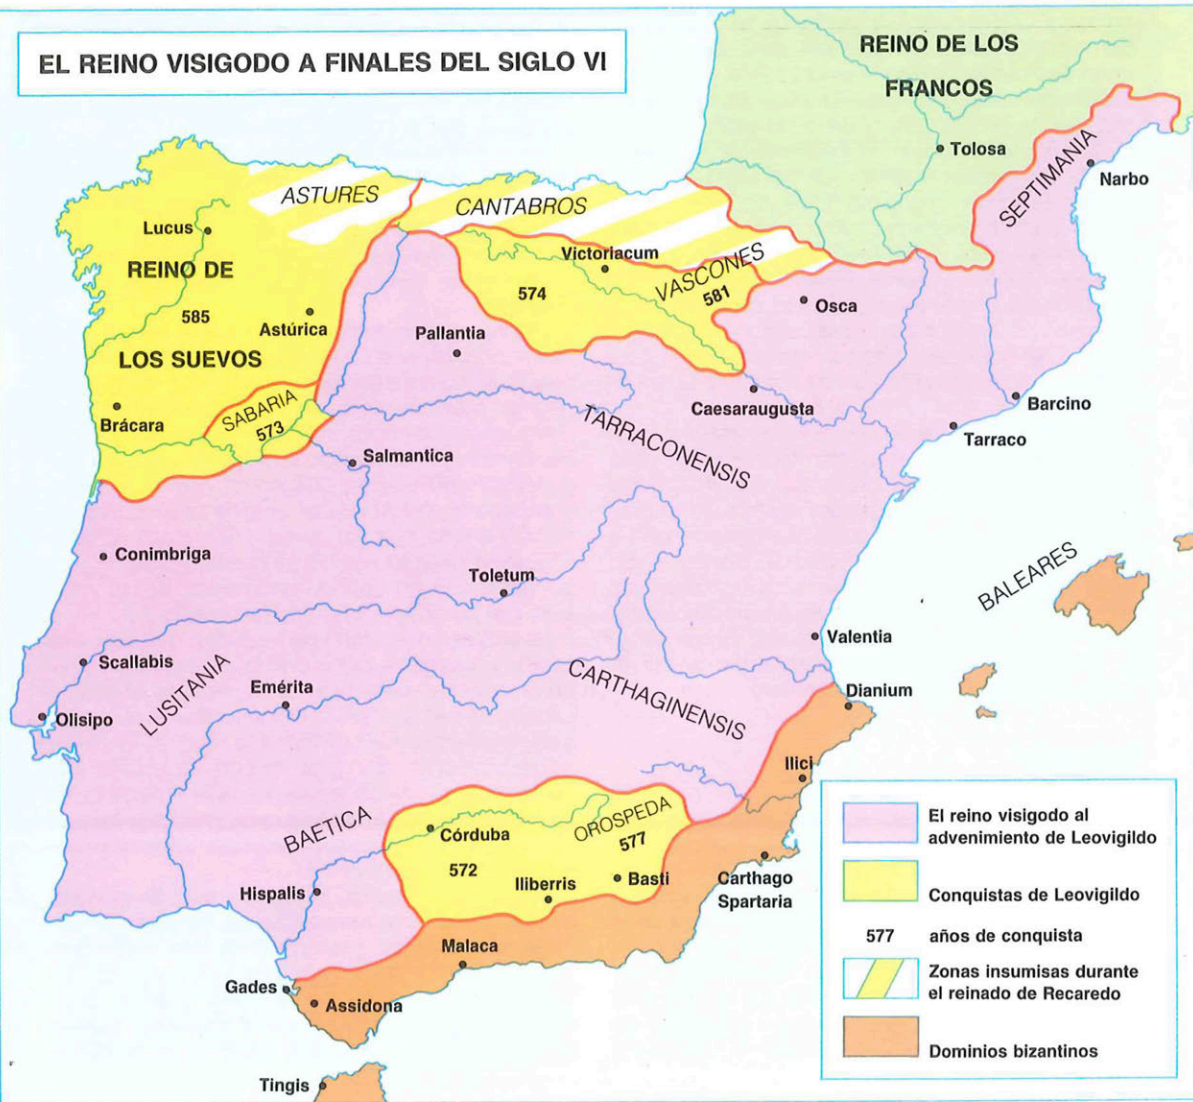 EL REINO VISIGODO A FINALES DEL SIGLO VI
REINO DE LOS
FRANCOS
Tolosa
SEPTIMANIA
Narbo
ASTURES
CANTABROS
Lucus
Victoriacum
VASCONES
581
REINO DE
574
Osca
585
Astúrica
Pallantia
LOS SUEVOS
SABARIA
573
Brácara
Caesaraugusta
Barcino
TARRACONENSIS
Tarraco
Salmantica
Conimbriga
Toletum
BALEARES
Valentia
Scallabis
LUSITANIA
Emérita
CARTHAGINENSIS
Dianium
Olisipo
Ilici
BAETICA
Córduba
OROSPEDA
577
572
Iliberris
Basti
Hispalis
Carthago
Spartaria
Malaca
Gades
Assidona
Tingis
El reino visigodo al
advenimiento de Leovigildo
Conquistas de Leovigildo
577 años de conquista
Zonas insumisas durante
el reinado de Recaredo
Dominios bizantinos